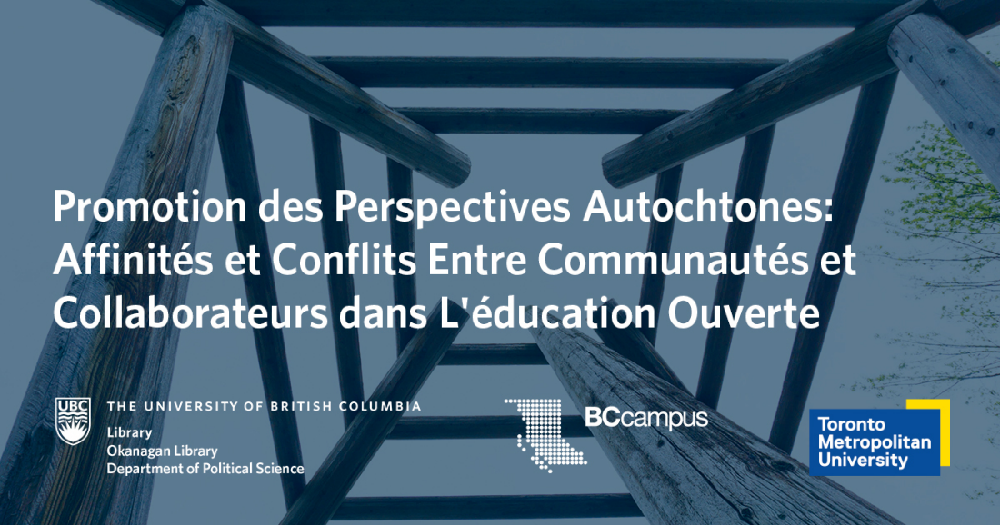 Promotion des Perspectives Autochtones:
Affinités et Conflits Entre Communautés et
Collaborateurs dans L'éducation Ouverte
UBC
THE UNIVERSITY OF BRITISH COLUMBIA
Library
Okanagan Library
Department of Political Science
BCcampus
Toronto
Metropolitan
University